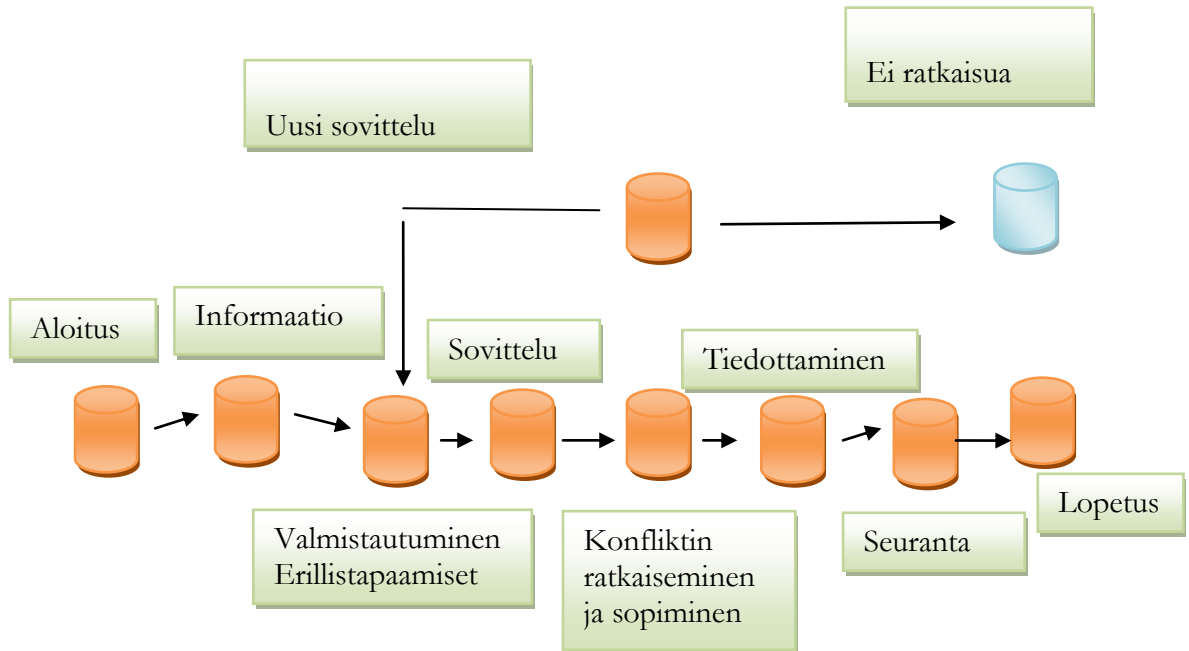 Ei ratkaisua
Uusi sovittelu
Aloitus
Informaatio
Sovittelu
Tiedottaminen
Valmistautuminen
Erillistapaamiset
Konfliktin
ratkaiseminen
ja sopiminen
Seuranta
Lopetus